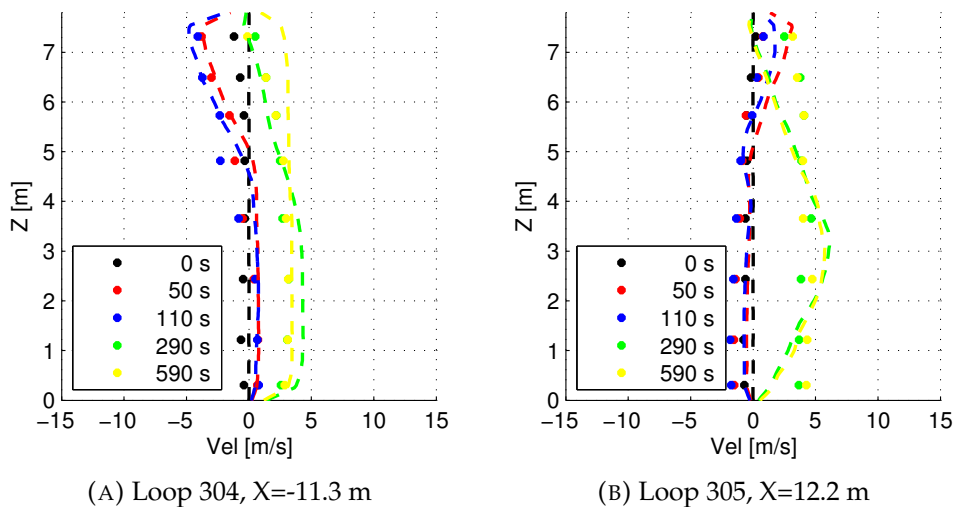 7
6
5
4
3
2
1
0
Z [m]
0 s
50 s
110 s
290 s
590 s
−15 −10 −5 0 5 10 15
Vel [m/s]
(A) Loop 304, X=-11.3 m
7
6
5
4
3
2
1
0
Z [m]
0 s
50 s
110 s
290 s
590 s
−15 −10 −5 0 5 10 15
Vel [m/s]
(B) Loop 305, X=12.2 m